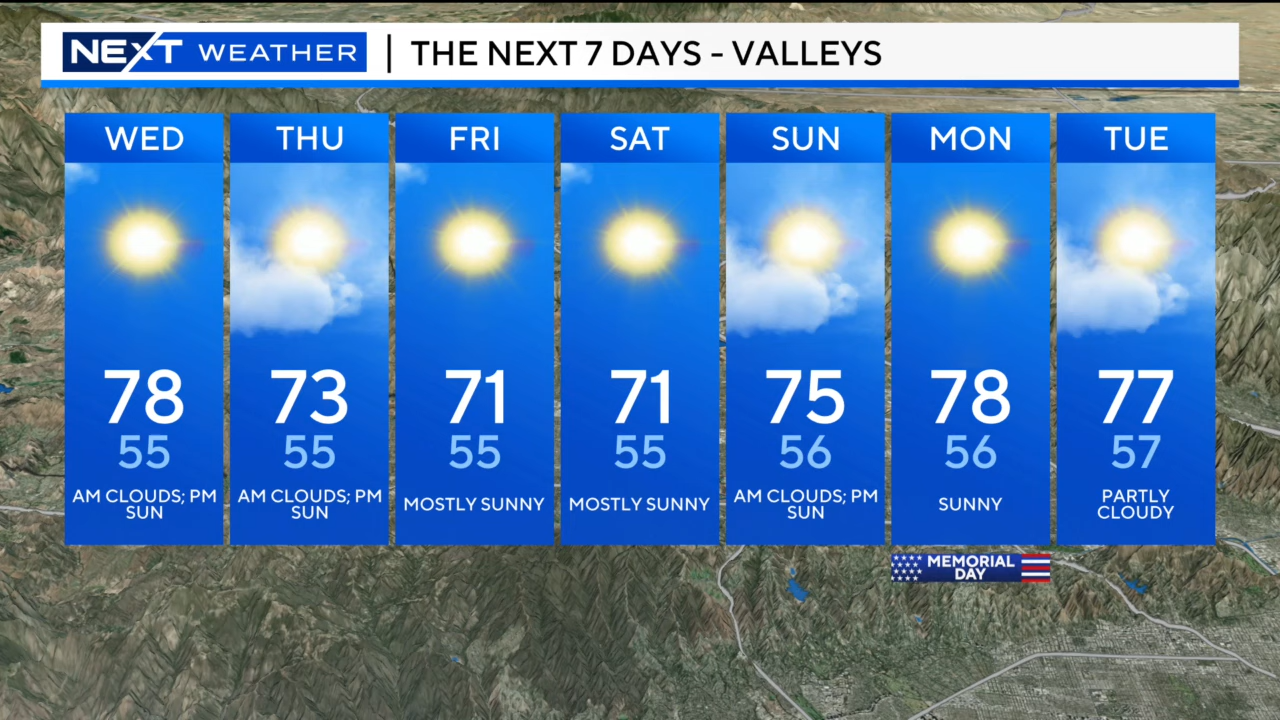 NEXT WEATHER | THE NEXT 7 DAYS - VALLEYS
WED THU FRI SAT SUN MON TUE
78 73 71 71 75 78 77
55 55 55 55 56 56 57
AM CLOUDS; PM
SUN
AM CLOUDS; PM
SUN
MOSTLY SUNNY
MOSTLY SUNNY
AM CLOUDS; PM
SUN
SUNNY
PARTLY
CLOUDY
MEMORIAL
DAY